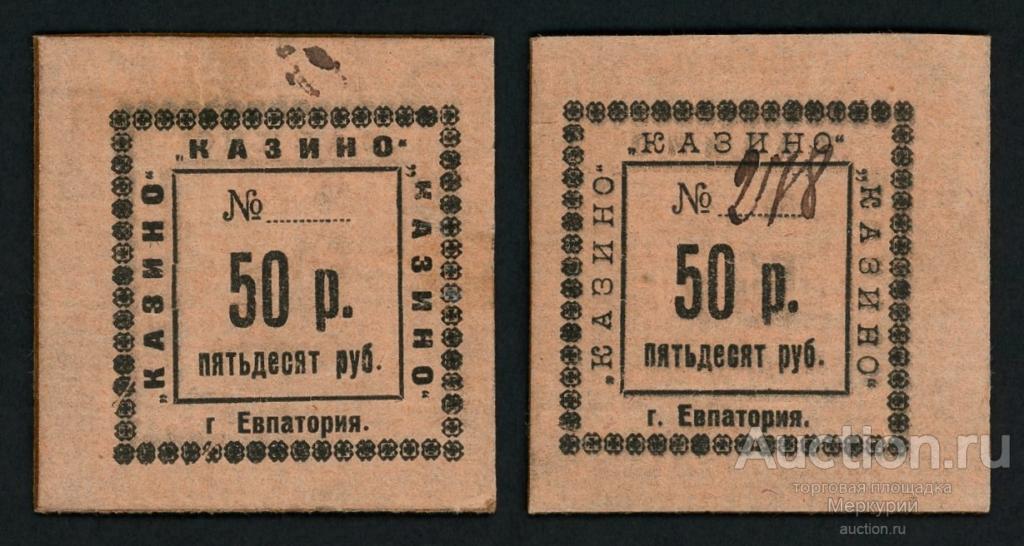 „КАЗИНО“
„КАЗИНО“
„КАЗИНО“
№
50 р.
пятьдесят руб.
г Евпатория.
„КАЗИНО“
„КАЗИНО“
„КАЗИНО“
№
50 р.
пятьдесят руб.
г. Евпатория.
Auction.ru
торговая площадка
Меркурий
auction.ru